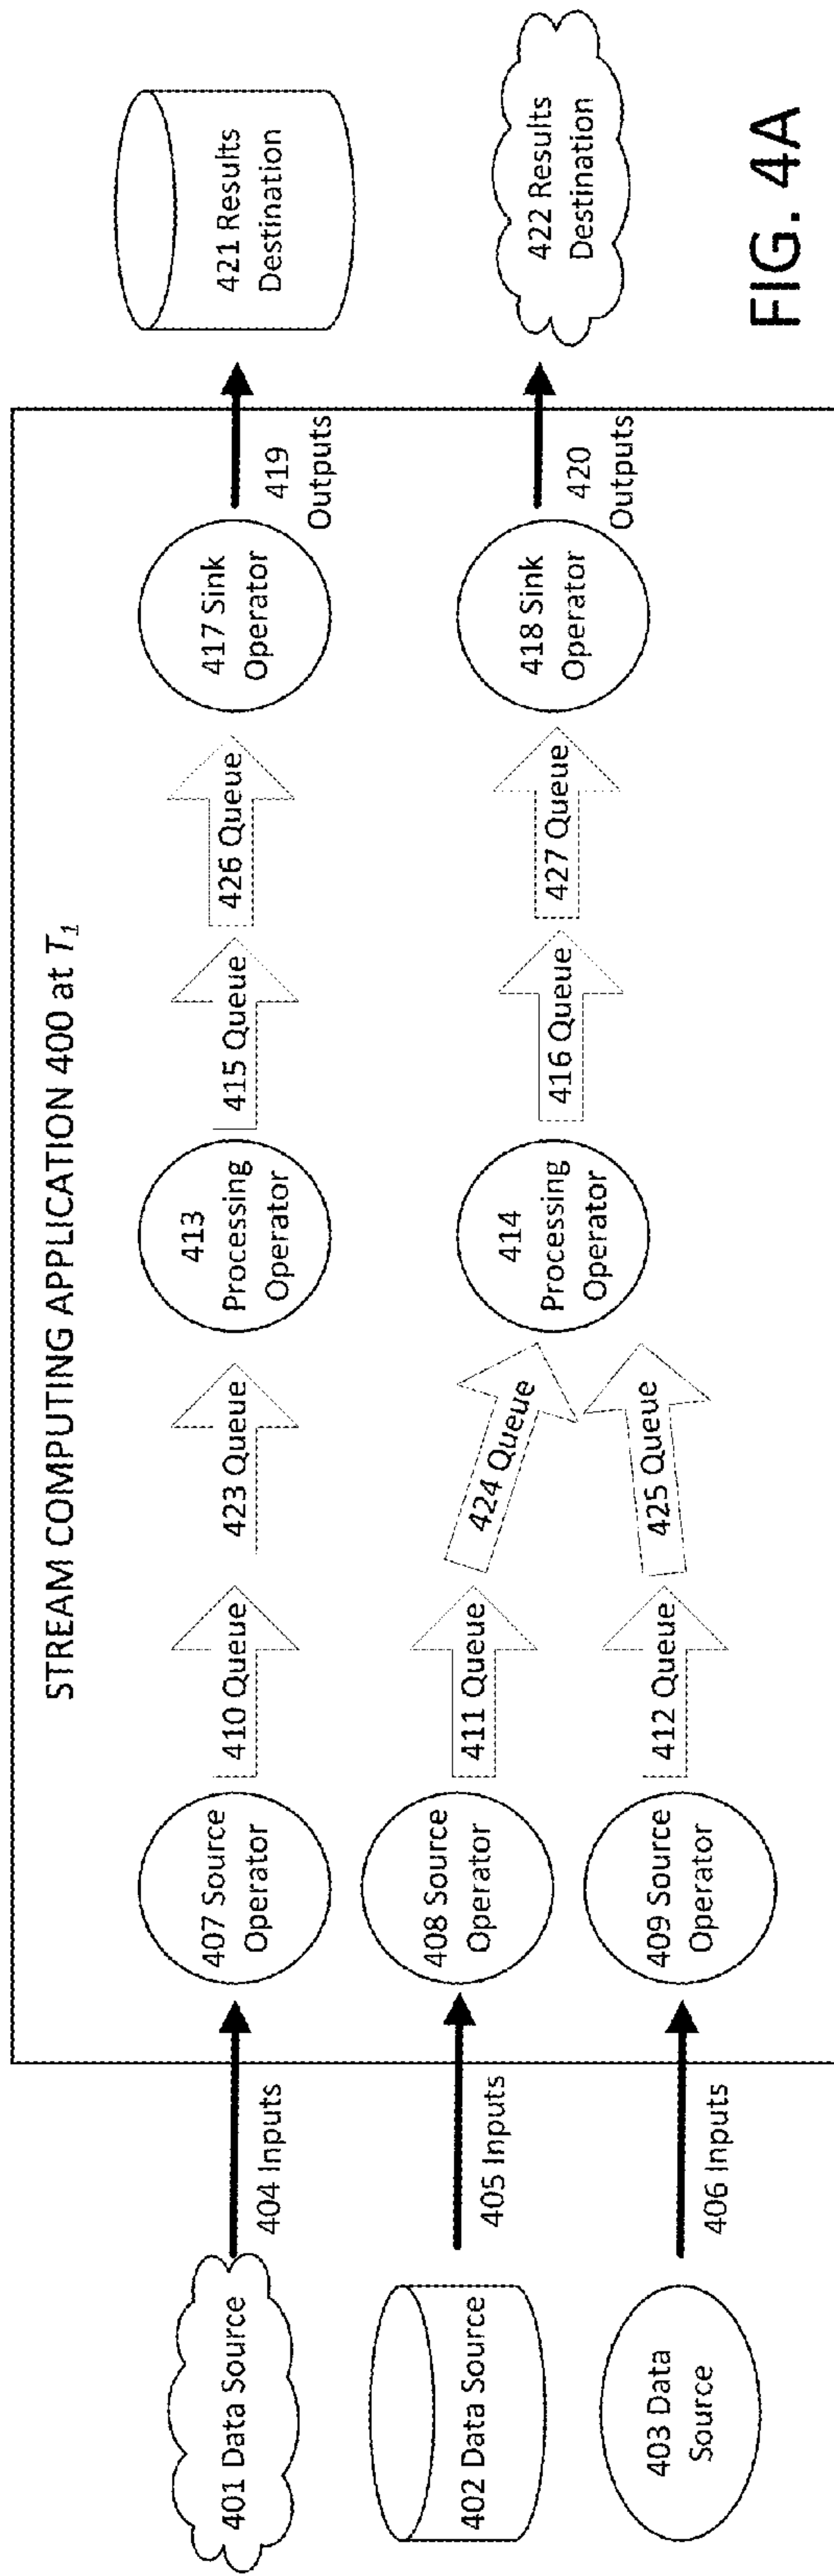 STREAM COMPUTING APPLICATION 400 at T1
401 Data Source
404 Inputs
407 Source
Operator
410 Queue
423 Queue
413
Processing
Operator
415 Queue
426 Queue
417 Sink
Operator
419
Outputs
421 Results
Destination
402 Data Source
405 Inputs
408 Source
Operator
411 Queue
424 Queue
414
Processing
Operator
416 Queue
427 Queue
418 Sink
Operator
420
Outputs
422 Results
Destination
403 Data
Source
406 Inputs
409 Source
Operator
412 Queue
425 Queue
FIG. 4A